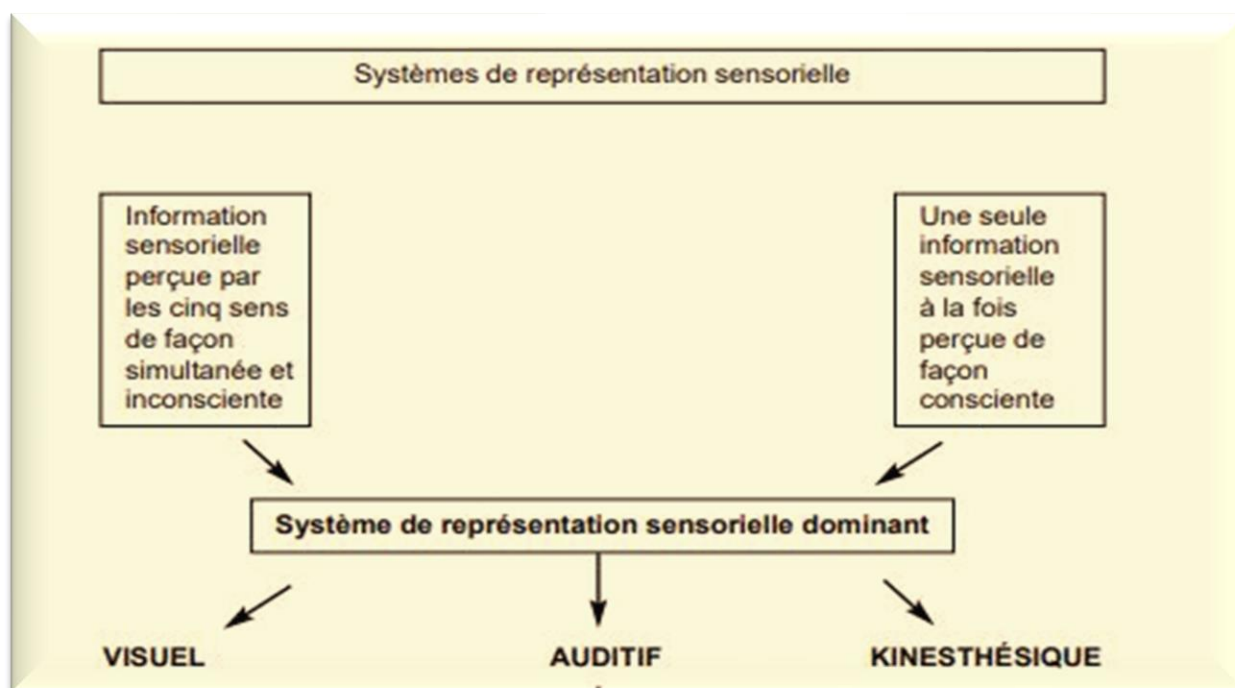 Systèmes de représentation sensorielle
Information
sensorielle
perçue par
les cinq sens
de façon
simultanée et
inconsciente
Une seule
information
sensorielle
à la fois
perçue de
façon
consciente
Système de représentation sensorielle dominant
VISUEL
AUDITIF
KINESTHÉSIQUE